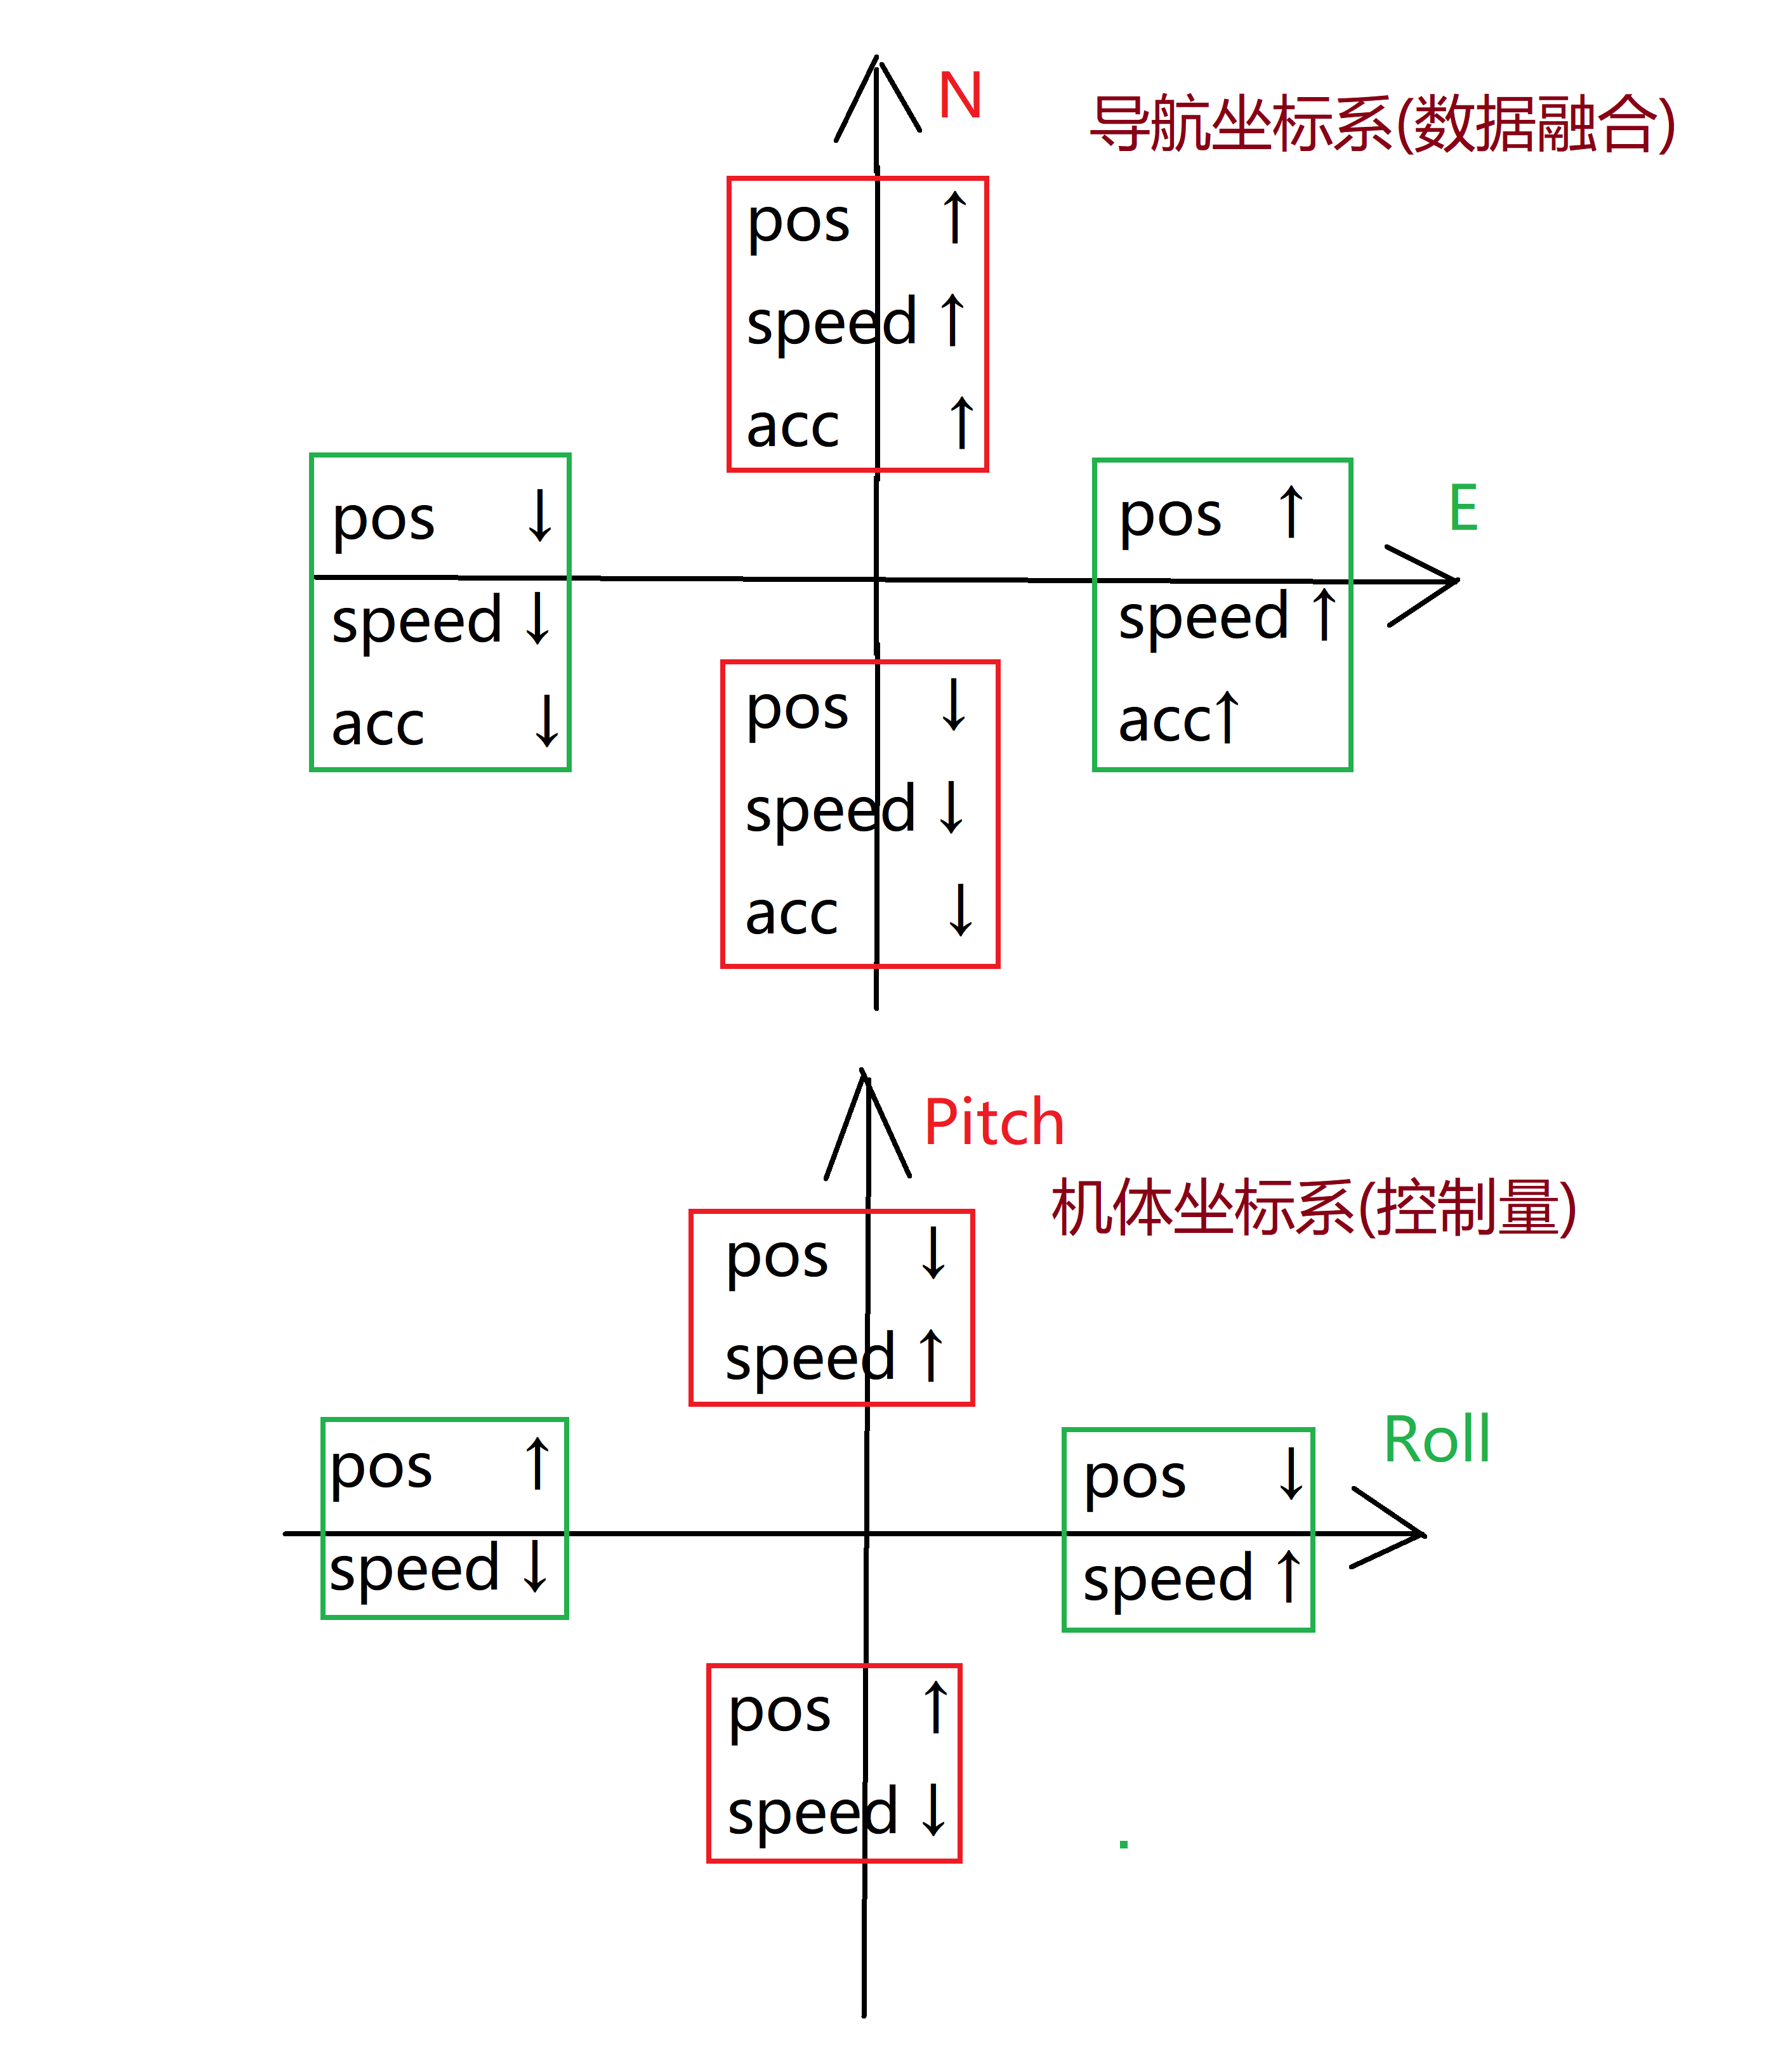 N
导航坐标系(数据融合)
pos ↑
speed ↑
acc ↑
pos ↓
speed ↓
acc ↓
E
pos ↑
speed ↑
acc↑
pos ↓
speed ↓
acc ↓
Pitch
机体坐标系(控制量)
pos ↓
speed ↑
pos ↑
speed ↓
Roll
pos ↓
speed ↑
pos ↑
speed ↓